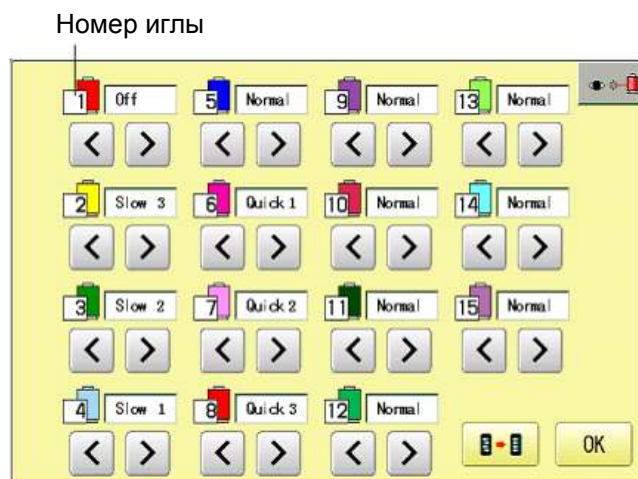 Номер иглы
1 Off 5 Normal 9 Normal 13 Normal
2 Slow 3 6 Quick 1 10 Normal 14 Normal
3 Slow 2 7 Quick 2 11 Normal 15 Normal
4 Slow 1 8 Quick 3 12 Normal
OK